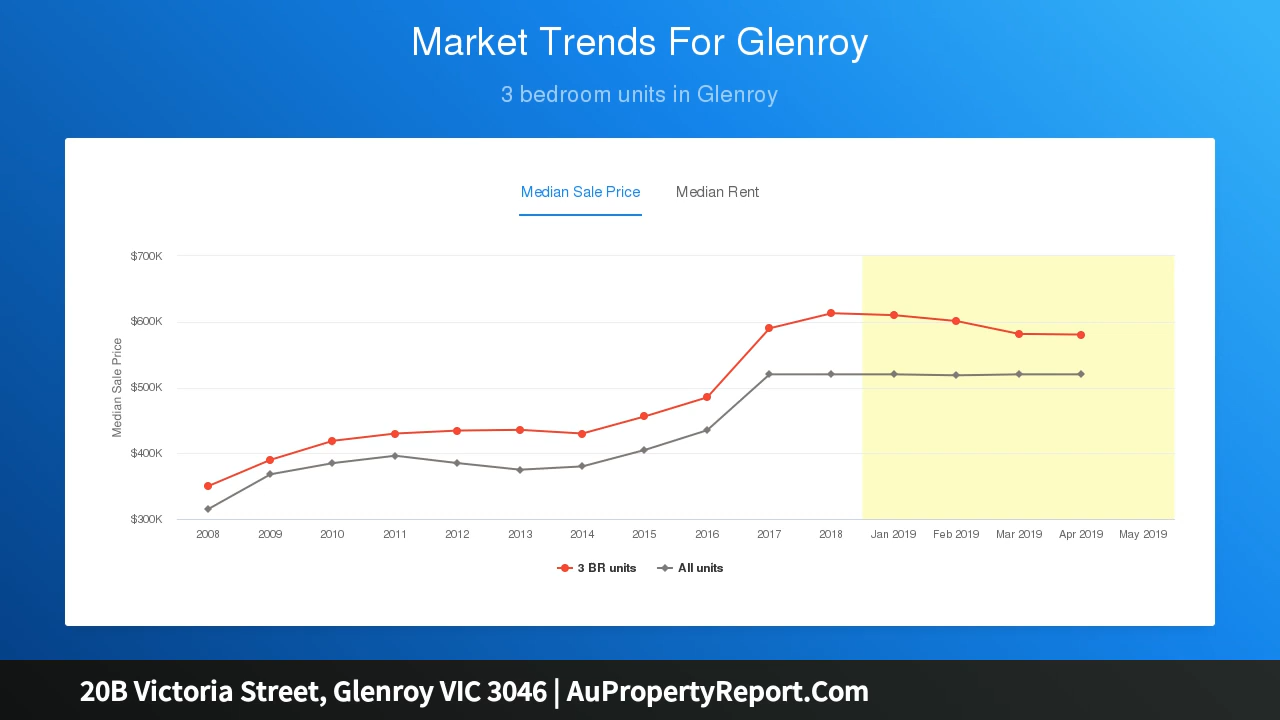 Market Trends For Glenroy
3 bedroom units in Glenroy
Median Sale Price Median Rent
$700K
$600K
$500K
$400K
$300K
Median Sale Price
2008 2009 2010 2011 2012 2013 2014 2015 2016 2017 2018 Jan 2019 Feb 2019 Mar 2019 Apr 2019 May 2019
3 BR units All units
20B Victoria Street, Glenroy VIC 3046 | AuPropertyReport.Com